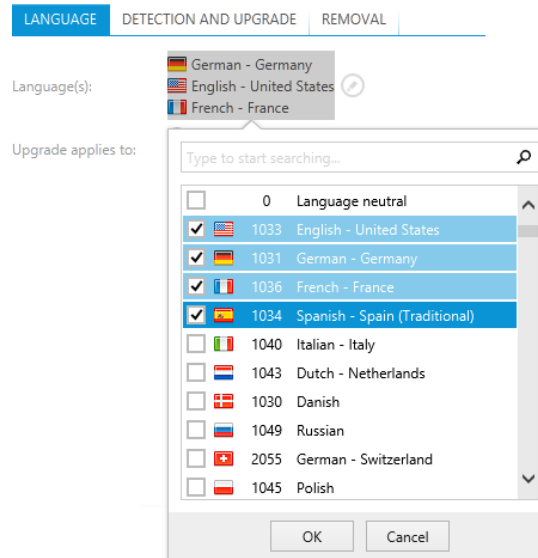 LANGUAGE DETECTION AND UPGRADE REMOVAL
Language(s):
German - Germany
English - United States
French - France
Upgrade applies to:
Type to start searching...
0 Language neutral
1033 English - United States
1031 German - Germany
1036 French - France
1034 Spanish - Spain (Traditional)
1040 Italian - Italy
1043 Dutch - Netherlands
1030 Danish
1049 Russian
2055 German - Switzerland
1045 Polish
OK Cancel